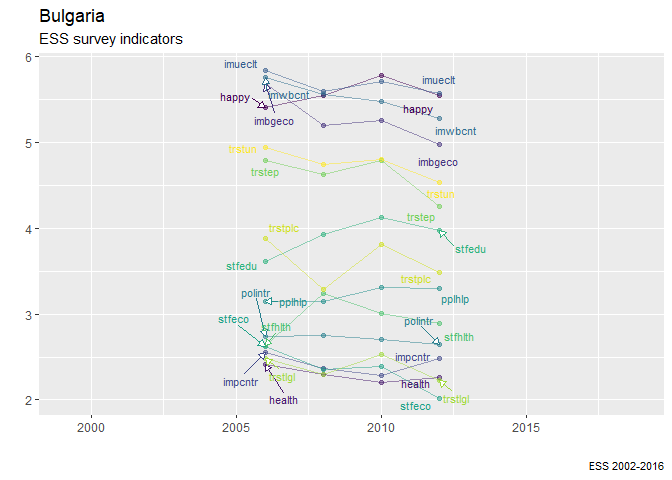 Bulgaria
ESS survey indicators
6
imueclt
imueclt
happy
imwbcnt
happy
imbgeco
imwbcnt
5
trstun
imbgeco
trstep
trstun
trstep
4
trstplc
stfedu
stfedu
trstplc
polintr
pplhlp
pplhlp
3
stfeco
stfhlth
polintr
stfhlth
impcntr
trstlgl
impcntr
health
health
trstlgl
stfeco
2
2000
2005
2010
2015
ESS 2002-2016